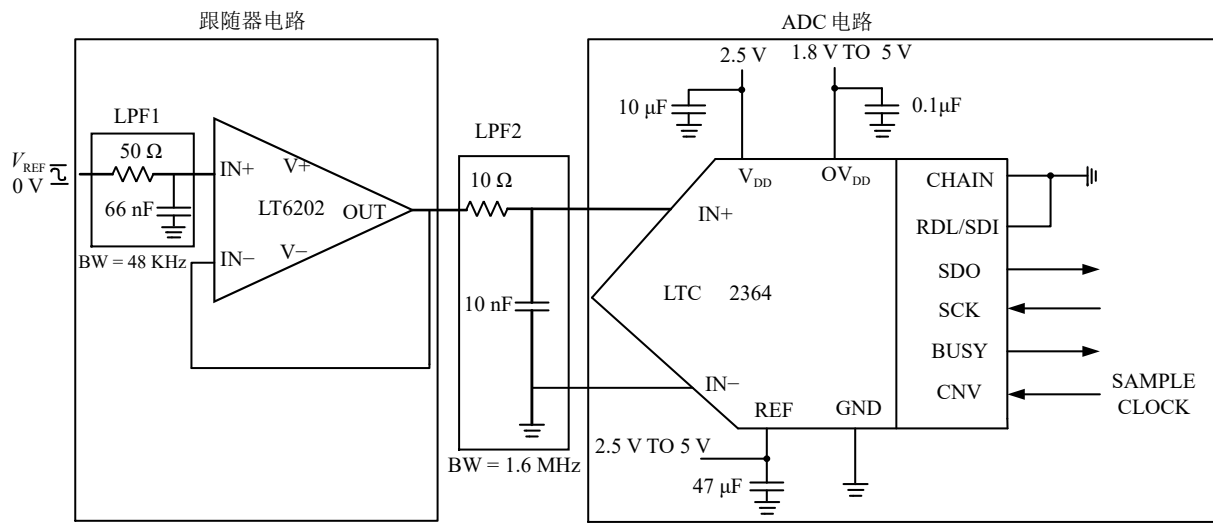 跟随器电路
ADC 电路
2.5 V
1.8 V TO 5 V
10 μF
0.1μF
LPF1
LPF2
50 Ω
10 Ω
V_REF
0 V
66 nF
IN+
V+
LT6202
OUT
IN−
V−
BW = 48 KHz
10 nF
BW = 1.6 MHz
V_DD
OV_DD
IN+
LTC 2364
IN−
REF
GND
CHAIN
RDL/SDI
SDO
SCK
BUSY
CNV
SAMPLE
CLOCK
2.5 V TO 5 V
47 μF